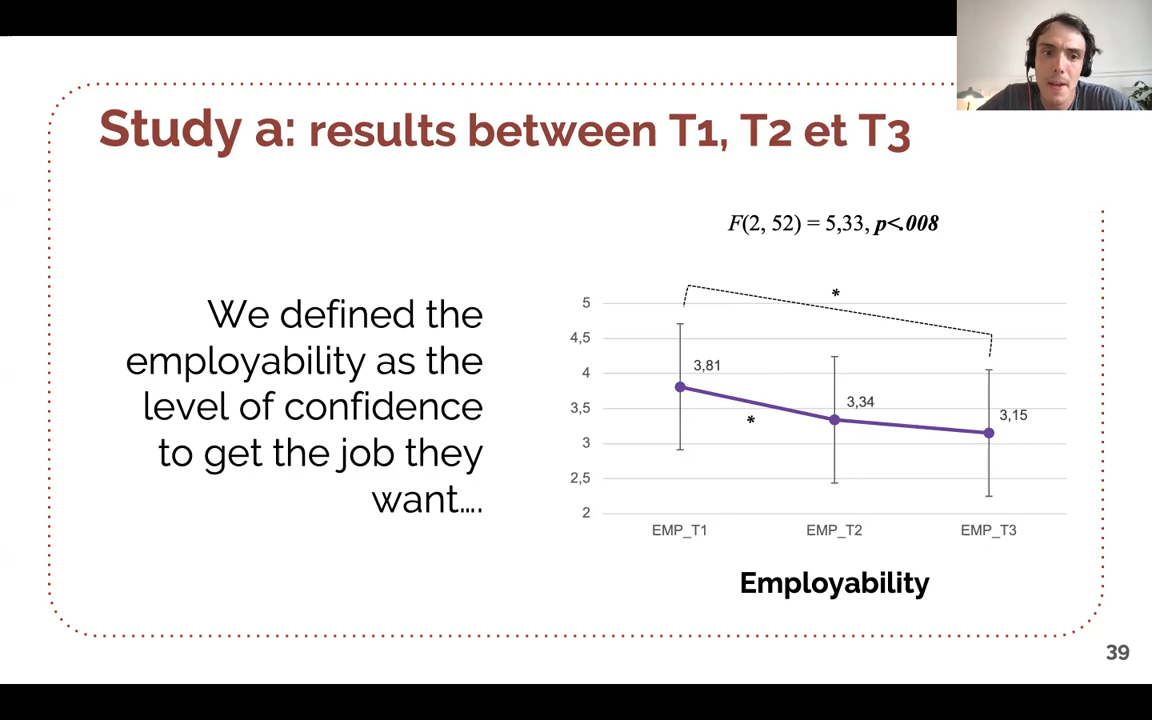 Study a: results between T1, T2 et T3
F(2, 52) = 5,33, p<.008
We defined the
employability as the
level of confidence
to get the job they
want....
*
5
4,5
4
3,5
3
2,5
2
3,81
*
3,34
3,15
EMP_T1
EMP_T2
EMP_T3
Employability
39